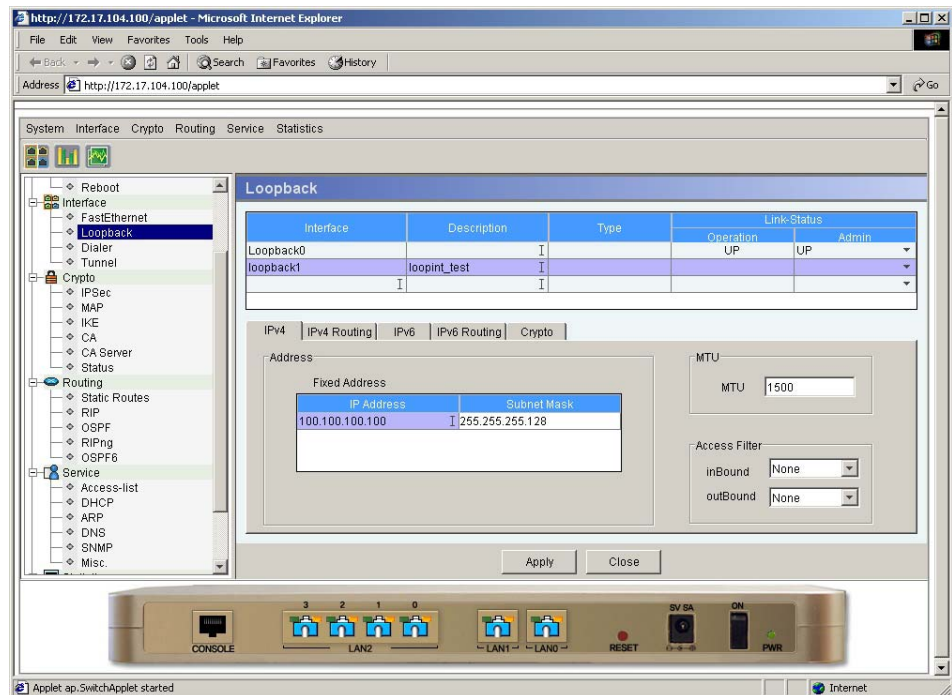 http://172.17.104.100/applet - Microsoft Internet Explorer
File Edit View Favorites Tools Help
Back Search Favorites History
Address http://172.17.104.100/applet Go
System Interface Crypto Routing Service Statistics
Reboot
Interface
FastEthernet
Loopback
Dialer
Tunnel
Crypto
IPSec
MAP
IKE
CA
CA Server
Status
Routing
Static Routes
RIP
OSPF
RIPng
OSPF6
Service
Access-list
DHCP
ARP
DNS
SNMP
Misc.
Loopback
Interface Description Type Link-Status
Operation Admin
Loopback0 UP UP
loopback1 loopint_test
IPv4 IPv4 Routing IPv6 IPv6 Routing Crypto
Address
Fixed Address
IP Address Subnet Mask
100.100.100.100 255.255.255.128
MTU
MTU 1500
Access Filter
inBound None
outBound None
Apply Close
3 2 1 0
CONSOLE LAN2 LAN1 LAN0 RESET ON PWR
Applet ap.SwitchApplet started Internet